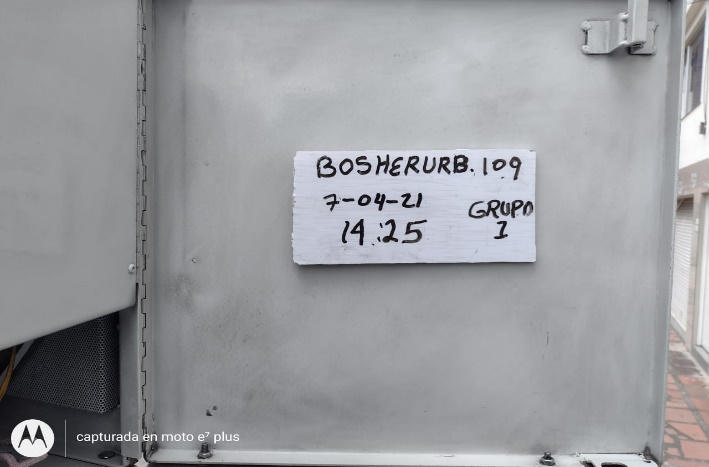 BOSHERURB.109
7-04-21
14:25
GRUPO
I
capturada en moto e⁷ plus